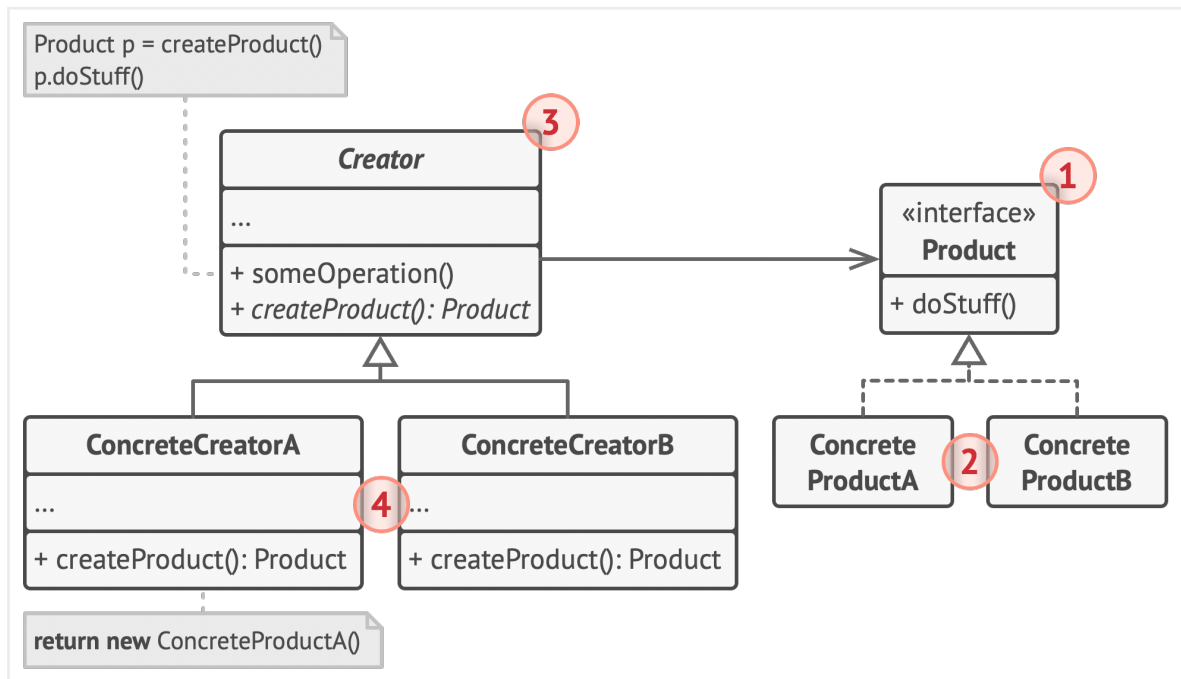 Product p = createProduct()
p.doStuff()
3
Creator
...
+ someOperation()
+ createProduct(): Product
1
«interface»
Product
+ doStuff()
ConcreteCreatorA
...
+ createProduct(): Product
return new ConcreteProductA()
4
ConcreteCreatorB
...
+ createProduct(): Product
Concrete
ProductA
2
Concrete
ProductB